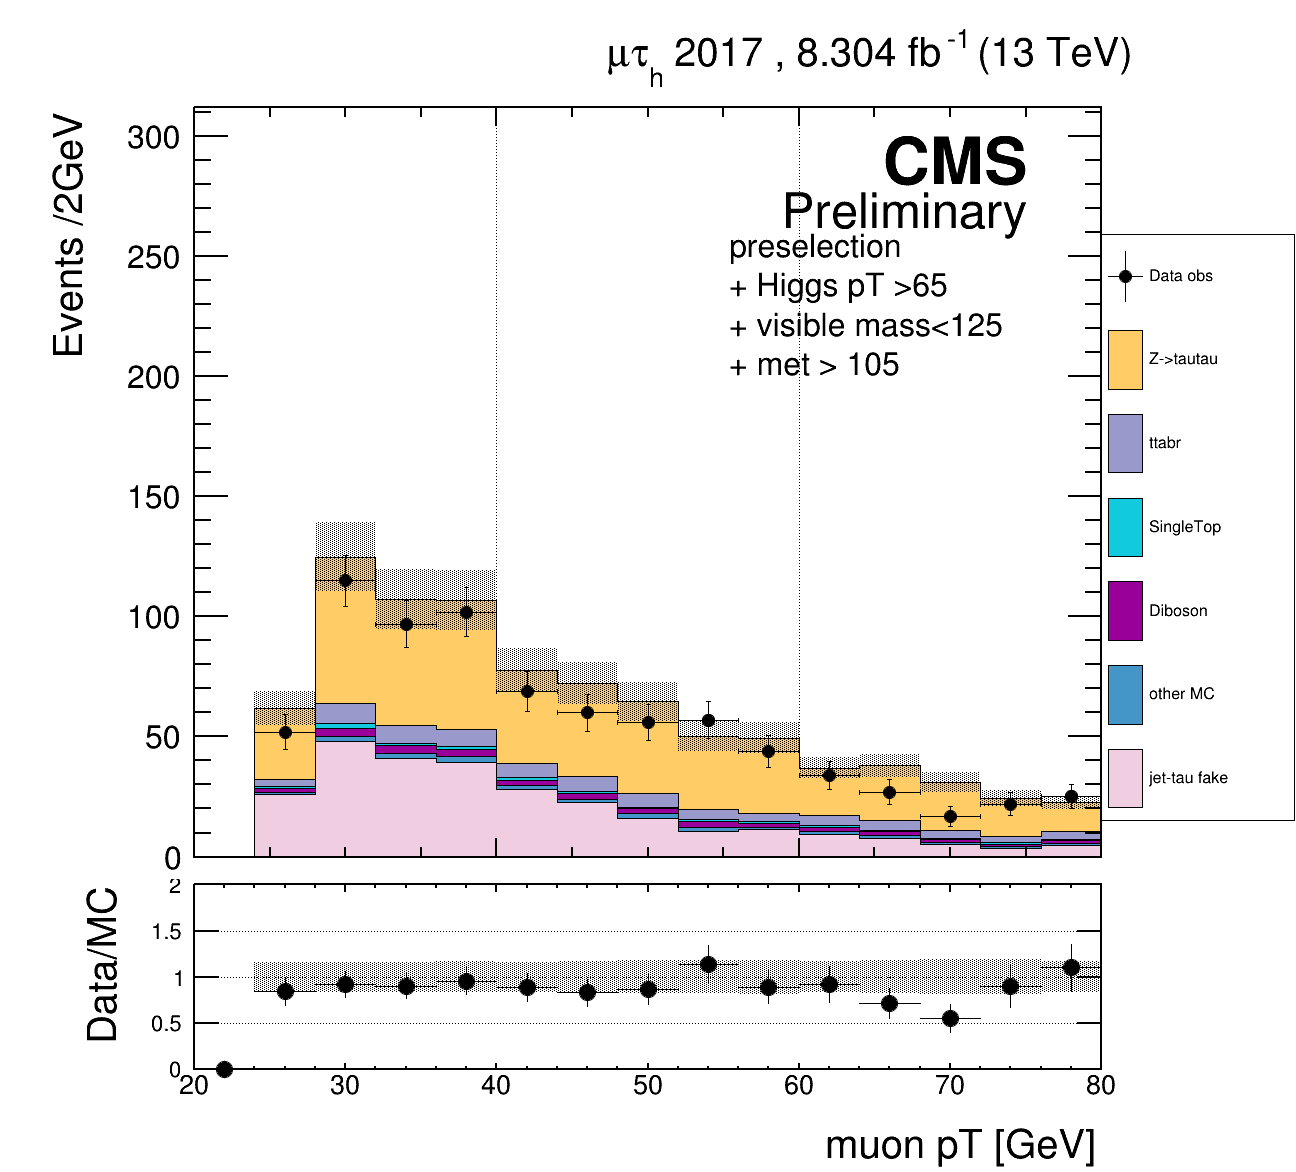 μτh 2017 , 8.304 fb-1 (13 TeV)
Events /2GeV
300
250
200
150
100
50
0
CMS
Preliminary
preselection
+ Higgs pT >65
+ visible mass<125
+ met > 105
Data obs
Z->tautau
ttabr
SingleTop
Diboson
other MC
jet-tau fake
Data/MC
2
1.5
1
0.5
0
20 30 40 50 60 70 80
muon pT [GeV]